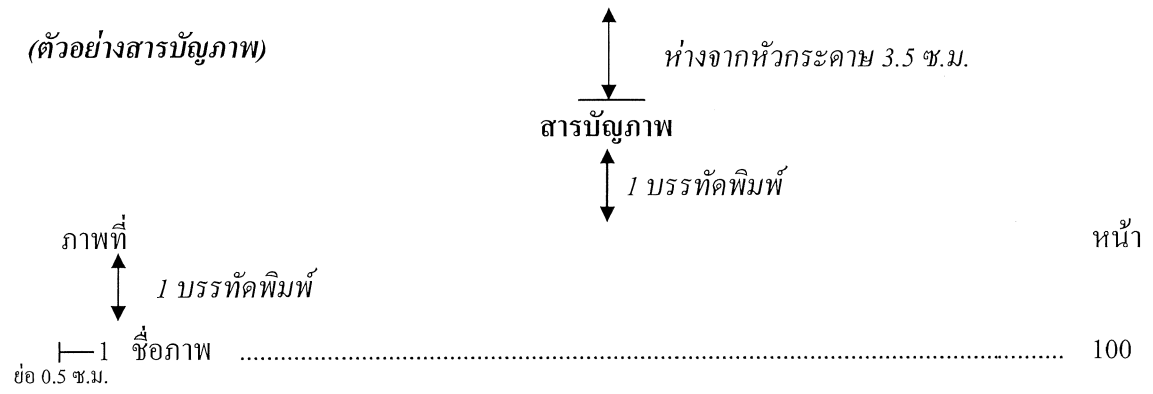 (ตัวอย่างสารบัญภาพ)
ห่างจากหัวกระดาษ 3.5 ซ.ม.
สารบัญภาพ
1 บรรทัดพิมพ์
ภาพที่ หน้า
1 บรรทัดพิมพ์
1 ชื่อภาพ ........................................................................................................................ 100
ย่อ 0.5 ซ.ม.